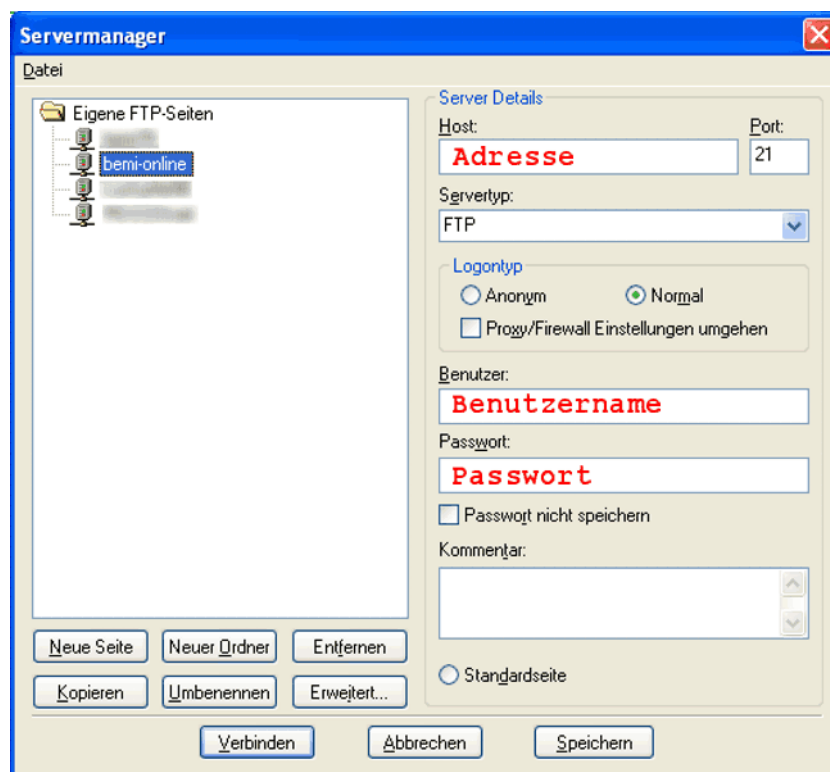 Servermanager
Datei
Eigene FTP-Seiten
bemi-online
Server Details
Host: Port:
Adresse 21
Servertyp:
FTP
Logontyp
Anonym Normal
Proxy/Firewall Einstellungen umgehen
Benutzer:
Benutzername
Passwort:
Passwort
Passwort nicht speichern
Kommentar:
Standardseite
Neue Seite Neuer Ordner Entfernen
Kopieren Umbenennen Erweitert...
Verbinden Abbrechen Speichern